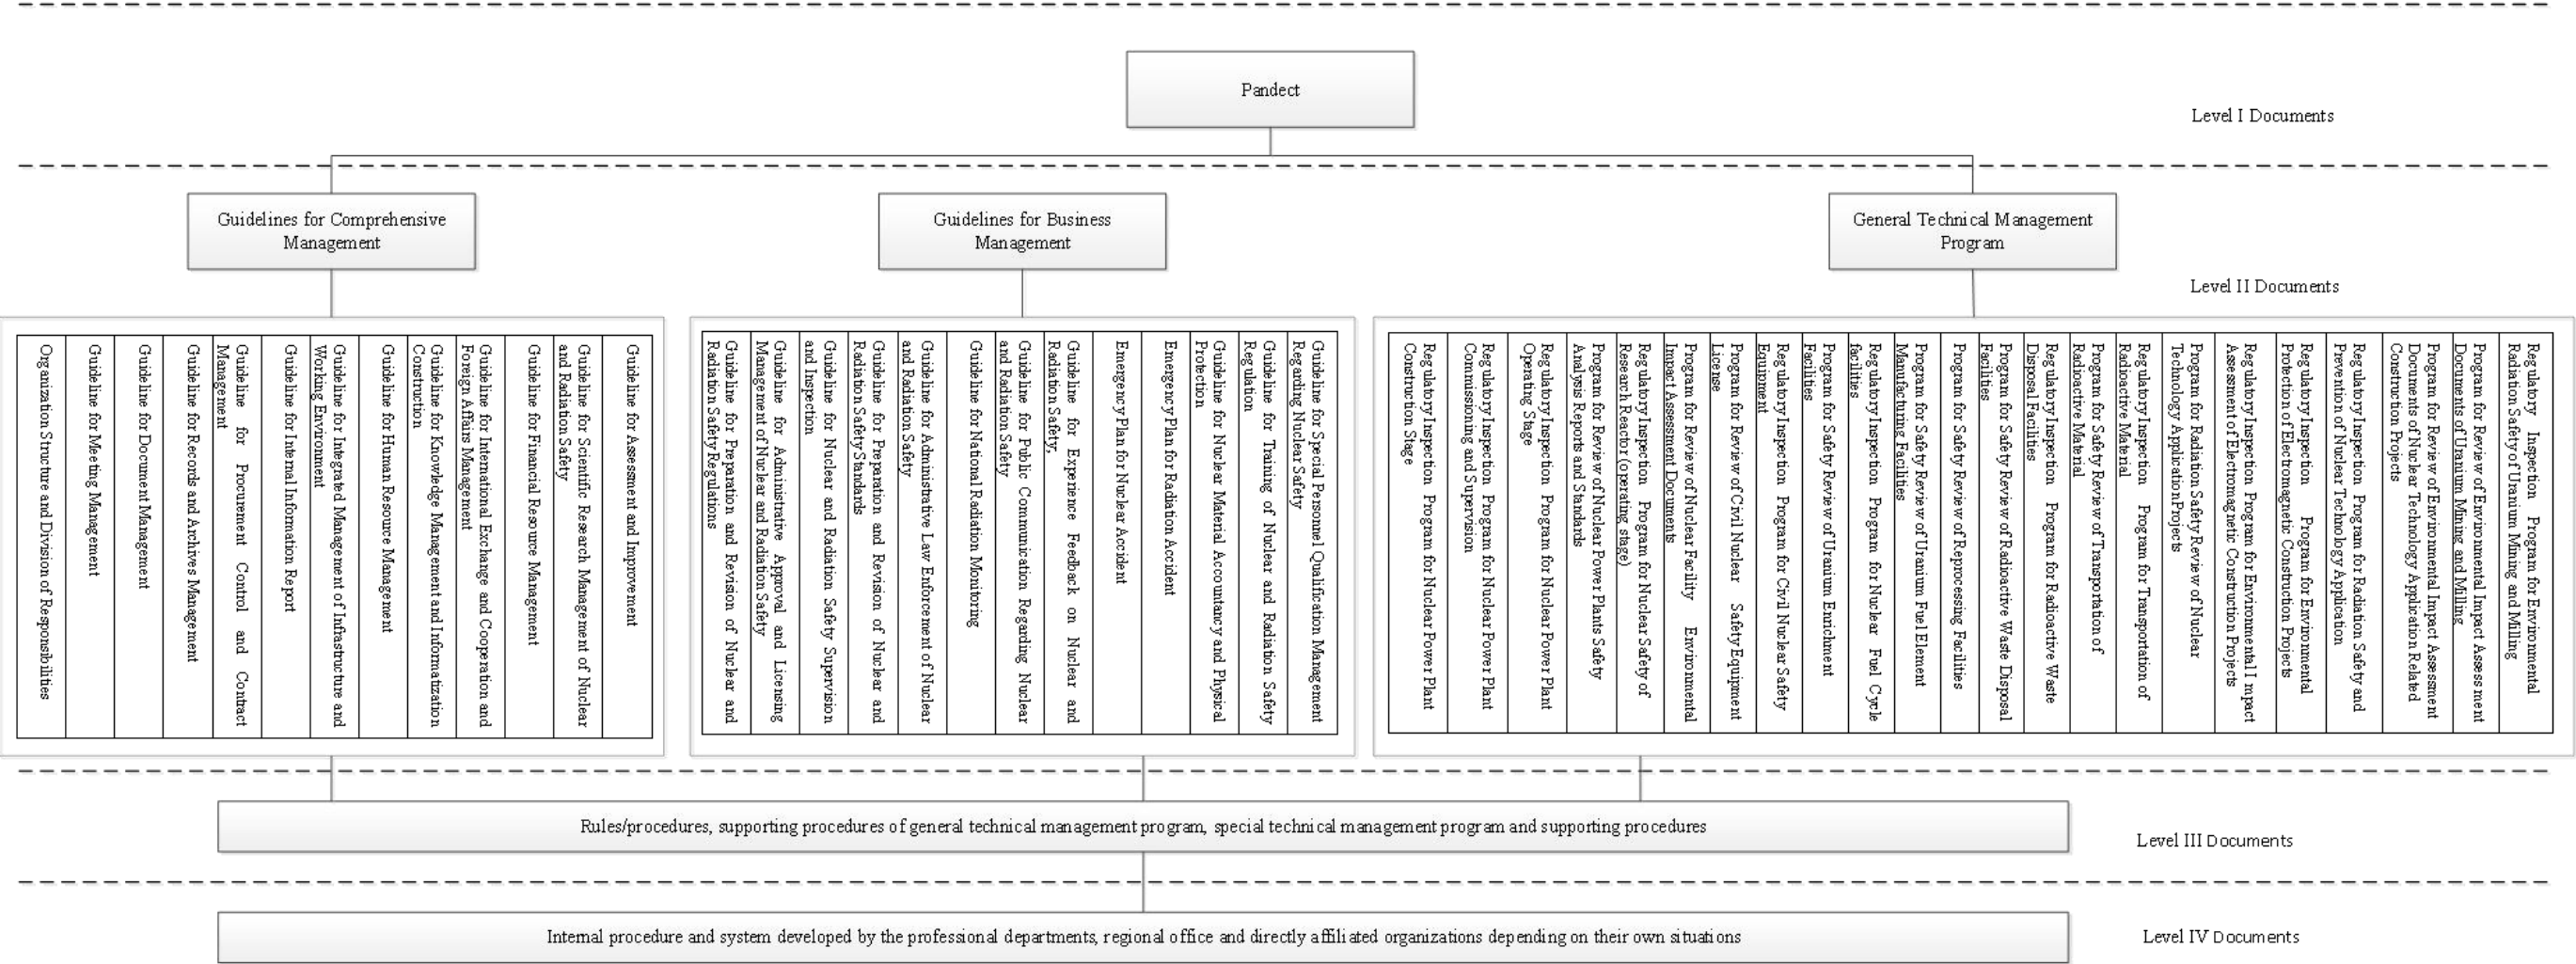 Pandect
Level I Documents
Guidelines for Comprehensive
Management
Guidelines for Business
Management
General Technical Management
Program
Level II Documents
Organization Structure and Division of Responsibilities
Guideline for Meeting Management
Guideline for Document Management
Guideline for Records and Archives Management
Guideline for Procurement Control and Contract
Management
Guideline for Internal Information Report
Guideline for Integrated Management of Infrastructure and
Working Environment
Guideline for Human Resource Management
Guideline for Knowledge Management and Informatization
Construction
Guideline for International Exchange and Cooperation and
Foreign Affairs Management
Guideline for Financial Resource Management
Guideline for Scientific Research Management of Nuclear
and Radiation Safety
Guideline for Assessment and Improvement
Guideline for Preparation and Revision of Nuclear and
Radiation Safety Regulations
Guideline for Administrative Approval and Licensing
Management of Nuclear and Radiation Safety
Guideline for Nuclear and Radiation Safety Supervision
and Inspection
Guideline for Preparation and Revision of Nuclear and
Radiation Safety Standards
Guideline for Administrative Law Enforcement of Nuclear
and Radiation Safety
Guideline for National Radiation Monitoring
Guideline for Public Communication Regarding Nuclear
and Radiation Safety
Guideline for Experience Feedback on Nuclear and
Radiation Safety,
Emergency Plan for Nuclear Accident
Emergency Plan for Radiation Accident
Guideline for Nuclear Material Accountancy and Physical
Protection
Guideline for Training of Nuclear and Radiation Safety
Regulation
Guideline for Special Personnel Qualification Management
Regarding Nuclear Safety
Regulatory Inspection Program for Nuclear Power Plant
Construction Stage
Regulatory Inspection Program for Nuclear Power Plant
Commissioning and Supervision
Regulatory Inspection Program for Nuclear Power Plant
Operating Stage
Program for Review of Nuclear Power Plants Safety
Analysis Reports and Standards
Regulatory Inspection Program for Nuclear Safety of
Research Reactor (operating stage)
Program for Review of Nuclear Facility Environmental
Impact Assessment Documents
Program for Review of Civil Nuclear Safety Equipment
License
Regulatory Inspection Program for Civil Nuclear Safety
Equipment
Program for Safety Review of Uranium Enrichment
Facilities
Regulatory Inspection Program for Nuclear Fuel Cycle
facilities
Program for Safety Review of Uranium Fuel Element
Manufacturing Facilities
Program for Safety Review of Reprocessing Facilities
Program for Safety Review of Radioactive Waste Disposal
Facilities
Regulatory Inspection Program for Radioactive Waste
Disposal Facilities
Program for Safety Review of Transportation of
Radioactive Material
Regulatory Inspection Program for Transportation of
Radioactive Material
Program for Radiation Safety Review of Nuclear
Technology Application Projects
Regulatory Inspection Program for Environmental Impact
Assessment of Electromagnetic Construction Projects
Regulatory Inspection Program for Environmental
Protection of Electromagnetic Construction Projects
Regulatory Inspection Program for Radiation Safety and
Prevention of Nuclear Technology Application
Program for Review of Environmental Impact Assessment
Documents of Nuclear Technology Application Related
Construction Projects
Program for Review of Environmental Impact Assessment
Documents of Uranium Mining and Milling
Regulatory Inspection Program for Environmental
Radiation Safety of Uranium Mining and Milling
Rules/procedures, supporting procedures of general technical management program, special technical management program and supporting procedures
Level III Documents
Internal procedure and system developed by the professional departments, regional office and directly affiliated organizations depending on their own situations
Level IV Documents